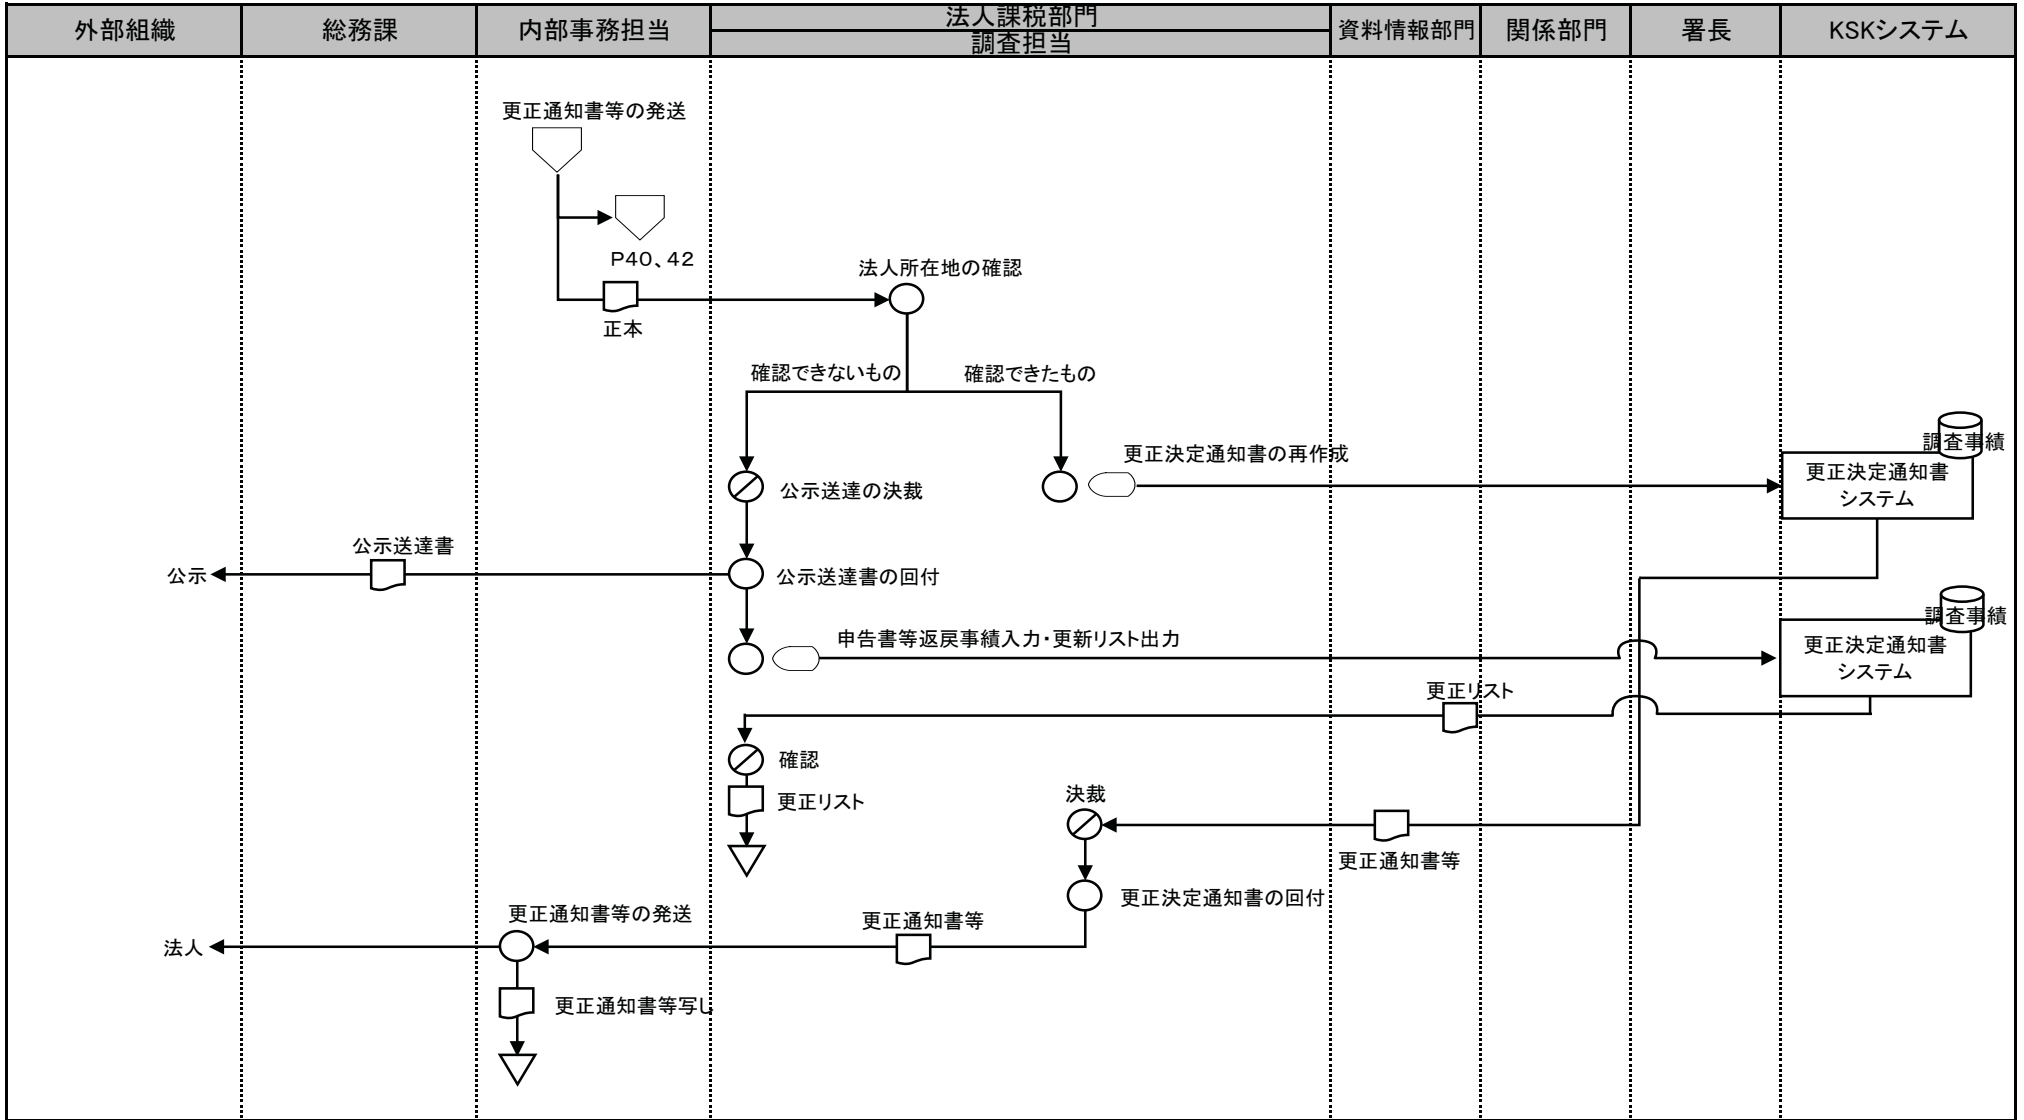 外部組織
総務課
内部事務担当
法人課税部門
調査担当
資料情報部門
関係部門
署長
KSKシステム
更正通知書等の発送
P40、42
正本
法人所在地の確認
確認できないもの
確認できたもの
更正決定通知書の再作成
調査事績
更正決定通知書
システム
公示送達の決裁
公示送達書
公示
公示送達書の回付
調査事績
申告書等返戻事績入力・更新リスト出力
更正決定通知書
システム
更正リスト
確認
更正リスト
決裁
更正通知書等
更正決定通知書の回付
更正通知書等の発送
更正通知書等
法人
更正通知書等写し